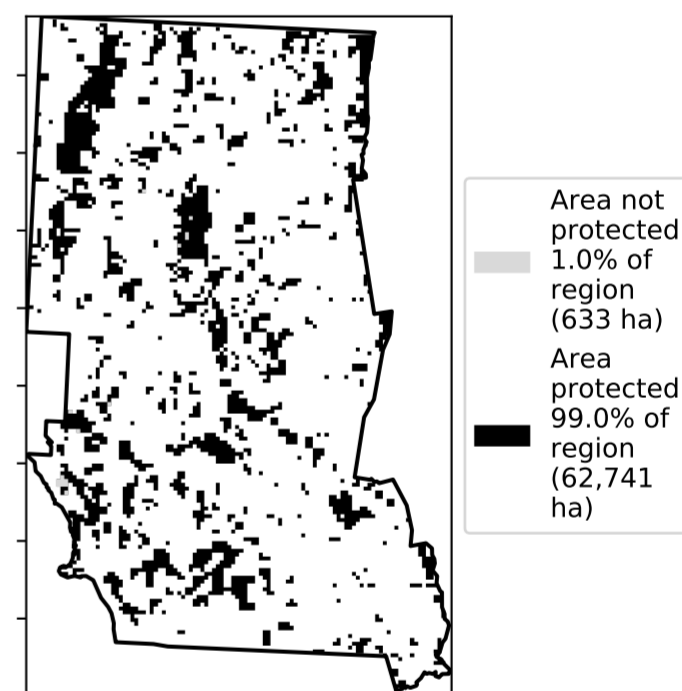 Area not
protected
1.0% of
region
(633 ha)
Area
protected
99.0% of
region
(62,741
ha)